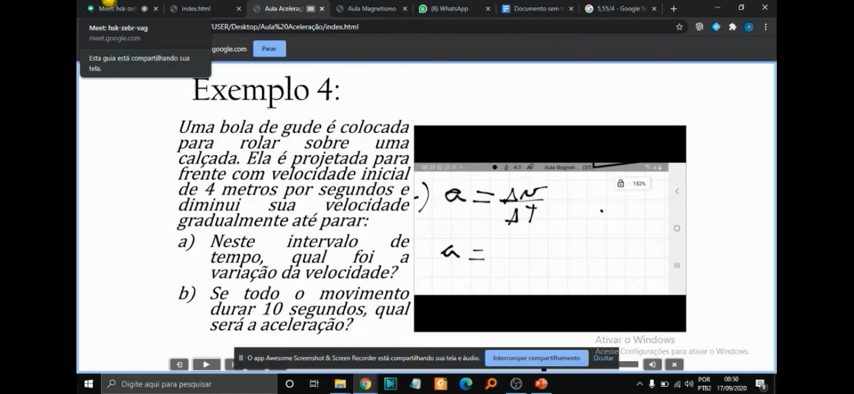 Meet: hsk-zebr-vag
index.html
Aula Aceleraç
Aula Magnetismo
(6) WhatsApp
Documento sem t
5,55/4 - Google S
Meet: hsk-zebr-vag
meet.google.com
USER/Desktop/Aula%20Aceleração/index.html
google.com
Parar
Esta guia está compartilhando sua
tela.
Exemplo 4:
Uma bola de gude é colocada
para rolar sobre uma
calçada. Ela é projetada para
frente com velocidade inicial
de 4 metros por segundos e
diminui sua velocidade
gradualmente até parar:
a) Neste intervalo de
tempo, qual foi a
variação da velocidade?
b) Se todo o movimento
durar 10 segundos, qual
será a aceleração?
Aula Magneti
192%
) a = Δv/ΔT
a =
Ativar o Windows
Acesse Configurações para ativar o Windows.
O app Awesome Screenshot & Screen Recorder está compartilhando sua tela e áudio.
Interromper compartilhamento
Ocultar
Digite aqui para pesquisar
POR
PTB2
08:50
17/09/2020